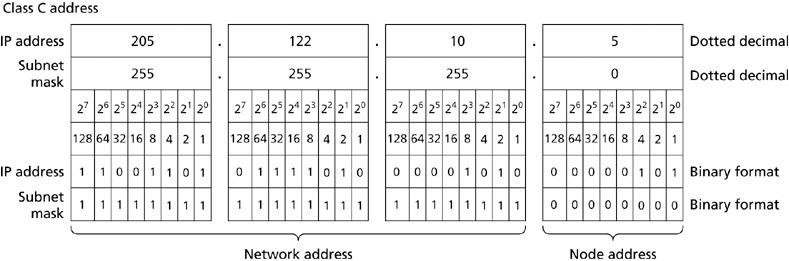 Class C address
IP address 205 . 122 . 10 . 5 Dotted decimal
Subnet mask 255 . 255 . 255 . 0 Dotted decimal
2⁷ 2⁶ 2⁵ 2⁴ 2³ 2² 2¹ 2⁰ 2⁷ 2⁶ 2⁵ 2⁴ 2³ 2² 2¹ 2⁰ 2⁷ 2⁶ 2⁵ 2⁴ 2³ 2² 2¹ 2⁰ 2⁷ 2⁶ 2⁵ 2⁴ 2³ 2² 2¹ 2⁰
128 64 32 16 8 4 2 1 128 64 32 16 8 4 2 1 128 64 32 16 8 4 2 1 128 64 32 16 8 4 2 1
IP address 1 1 0 0 1 1 0 1 0 1 1 1 1 0 1 0 0 0 0 0 1 0 1 0 0 0 0 0 0 1 0 1 Binary format
Subnet mask 1 1 1 1 1 1 1 1 1 1 1 1 1 1 1 1 1 1 1 1 1 1 1 1 0 0 0 0 0 0 0 0 Binary format
Network address Node address